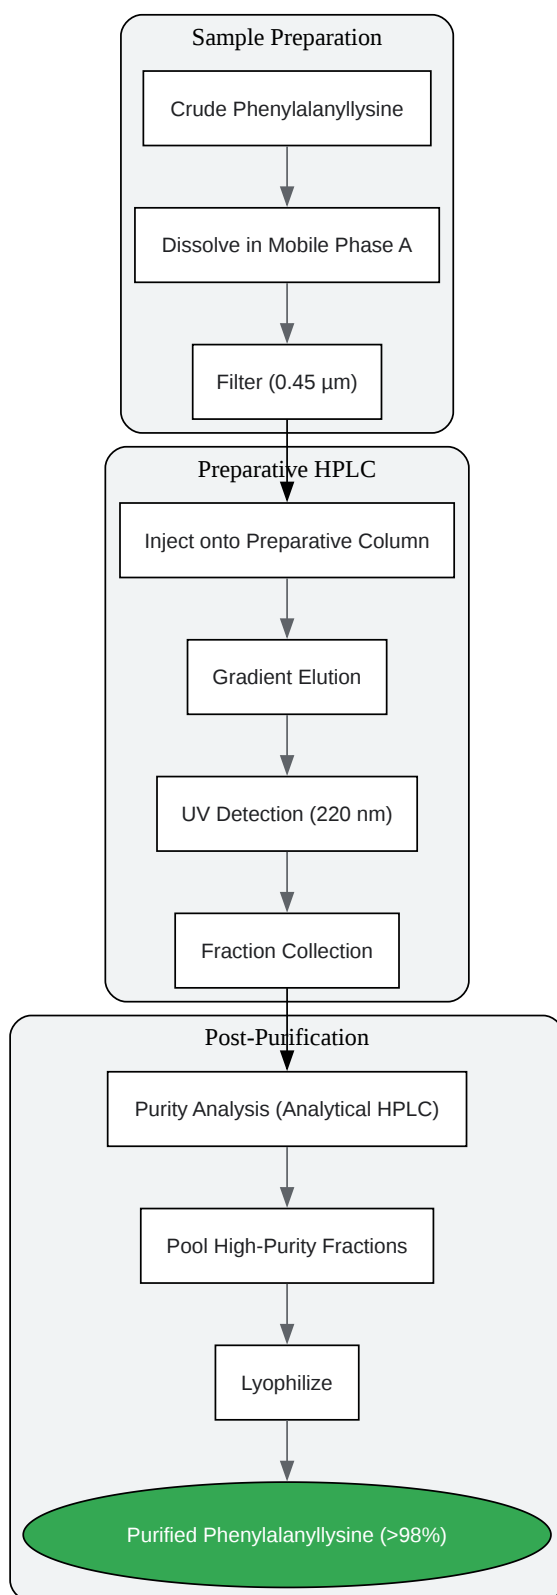 Sample Preparation
Crude Phenylalanyllysine
Dissolve in Mobile Phase A
Filter (0.45 µm)
Preparative HPLC
Inject onto Preparative Column
Gradient Elution
UV Detection (220 nm)
Fraction Collection
Post-Purification
Purity Analysis (Analytical HPLC)
Pool High-Purity Fractions
Lyophilize
Purified Phenylalanyllysine (>98%)